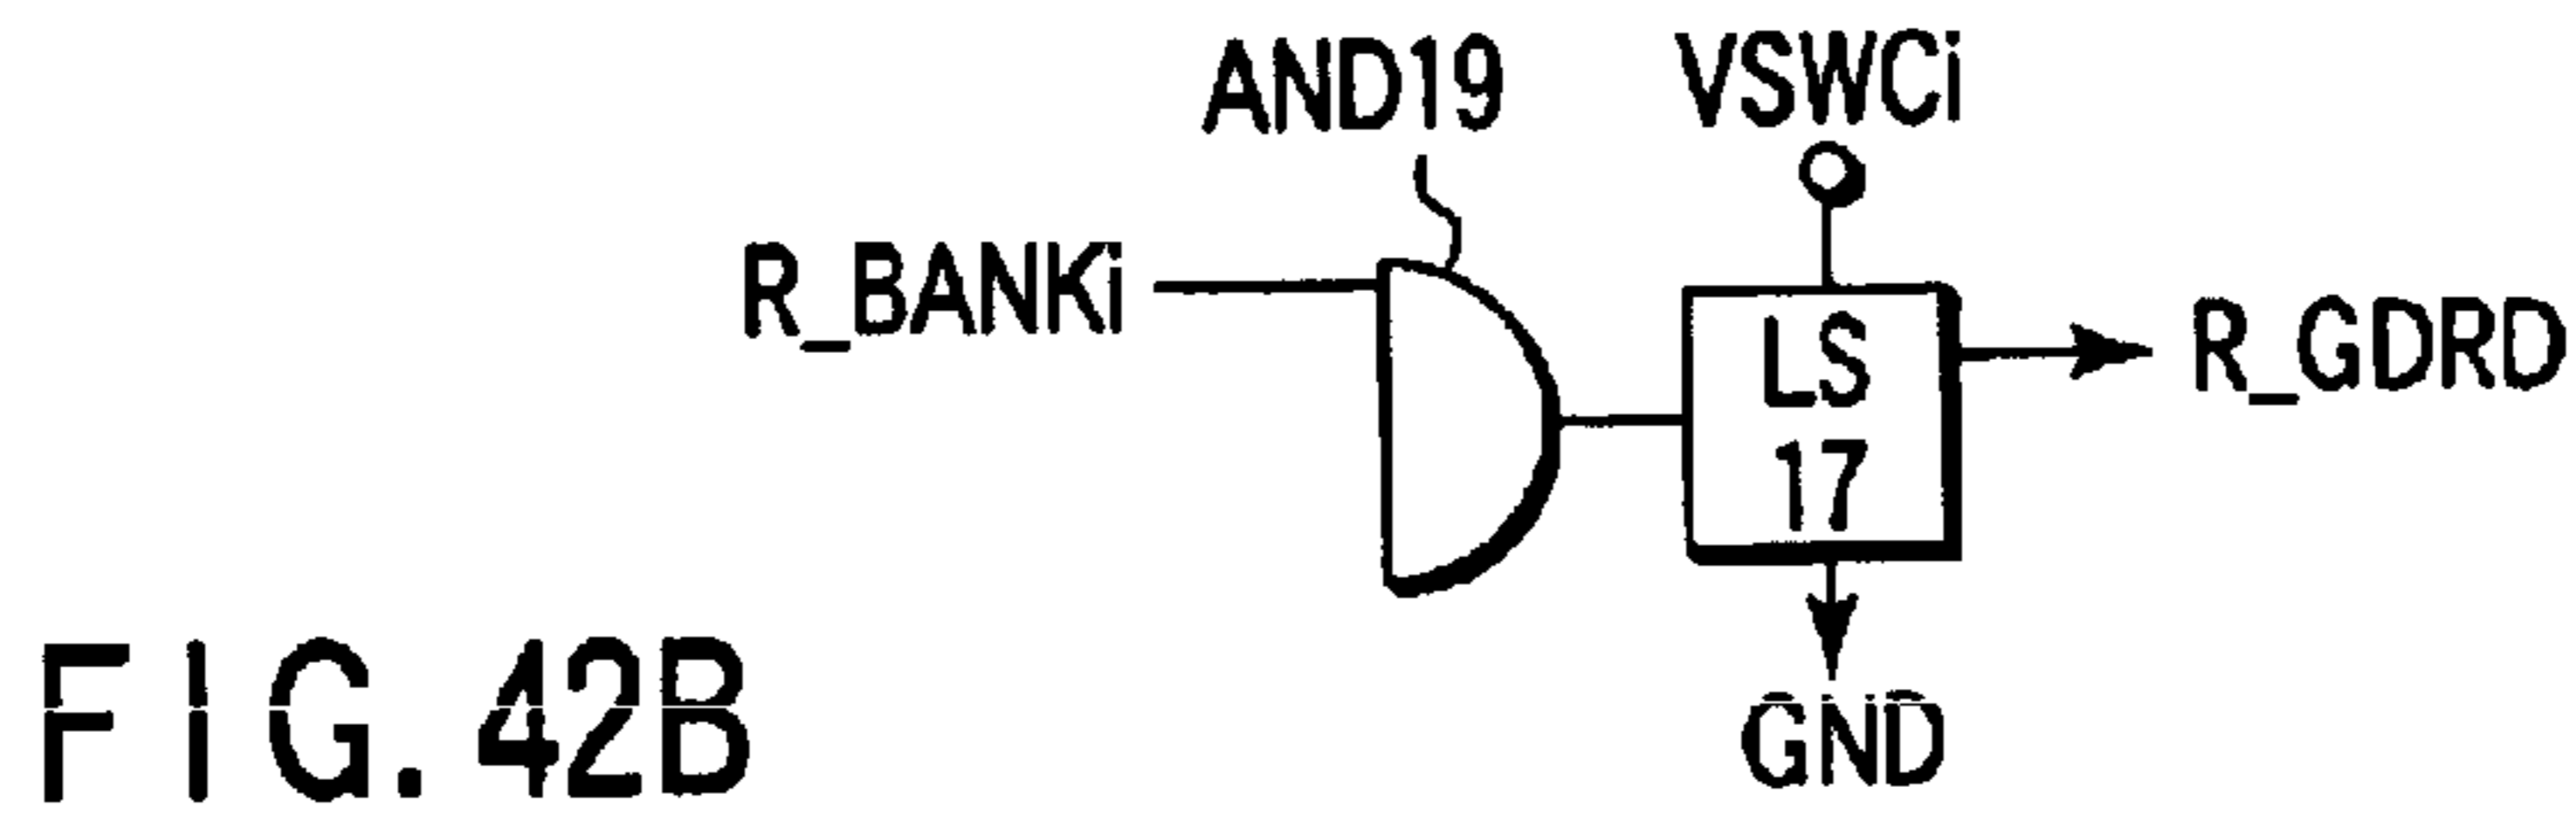 AND19
VSWCi
R_BANKi
LS
17
R_GDRD
GND
FIG. 42B